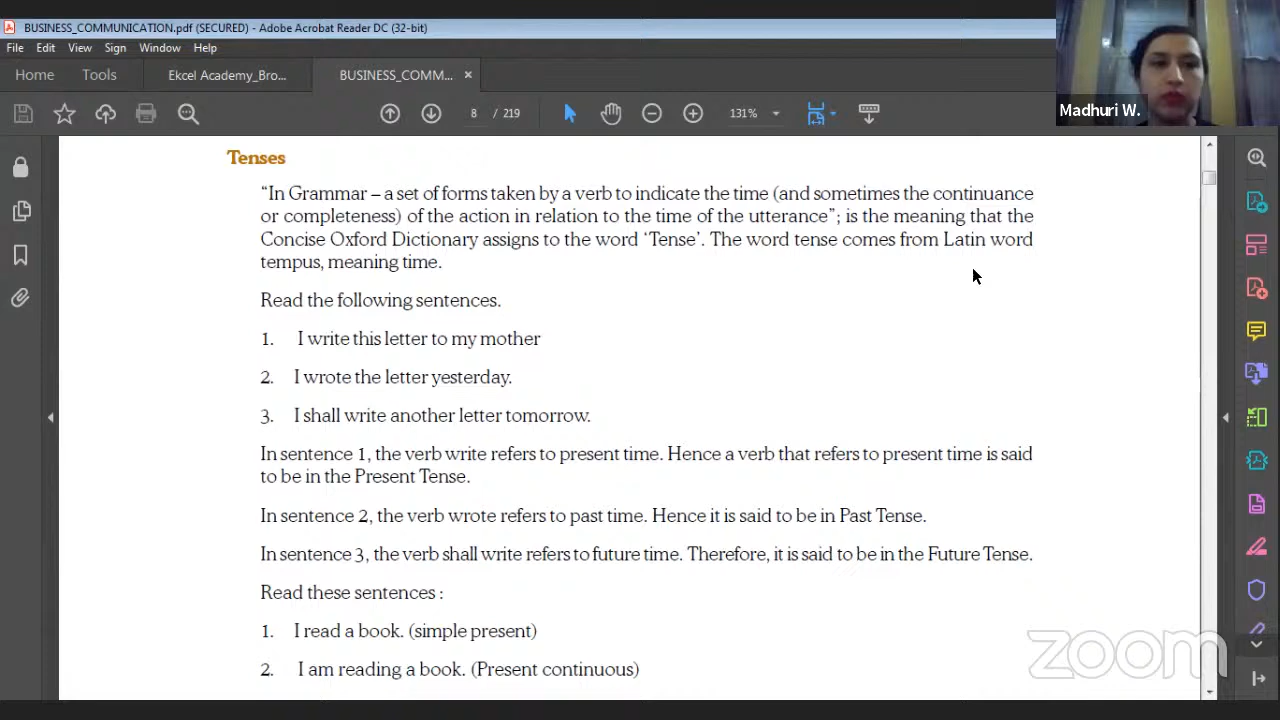 BUSINESS_COMMUNICATION.pdf (SECURED) - Adobe Acrobat Reader DC (32-bit)
File Edit View Sign Window Help
Home Tools Ekcel Academy_Bro... BUSINESS_COMM... ×
8 / 219 131%
Madhuri W.
Tenses
“In Grammar – a set of forms taken by a verb to indicate the time (and sometimes the continuance
or completeness) of the action in relation to the time of the utterance”; is the meaning that the
Concise Oxford Dictionary assigns to the word ‘Tense’. The word tense comes from Latin word
tempus, meaning time.
Read the following sentences.
1. I write this letter to my mother
2. I wrote the letter yesterday.
3. I shall write another letter tomorrow.
In sentence 1, the verb write refers to present time. Hence a verb that refers to present time is said
to be in the Present Tense.
In sentence 2, the verb wrote refers to past time. Hence it is said to be in Past Tense.
In sentence 3, the verb shall write refers to future time. Therefore, it is said to be in the Future Tense.
Read these sentences :
1. I read a book. (simple present)
2. I am reading a book. (Present continuous)
zoom